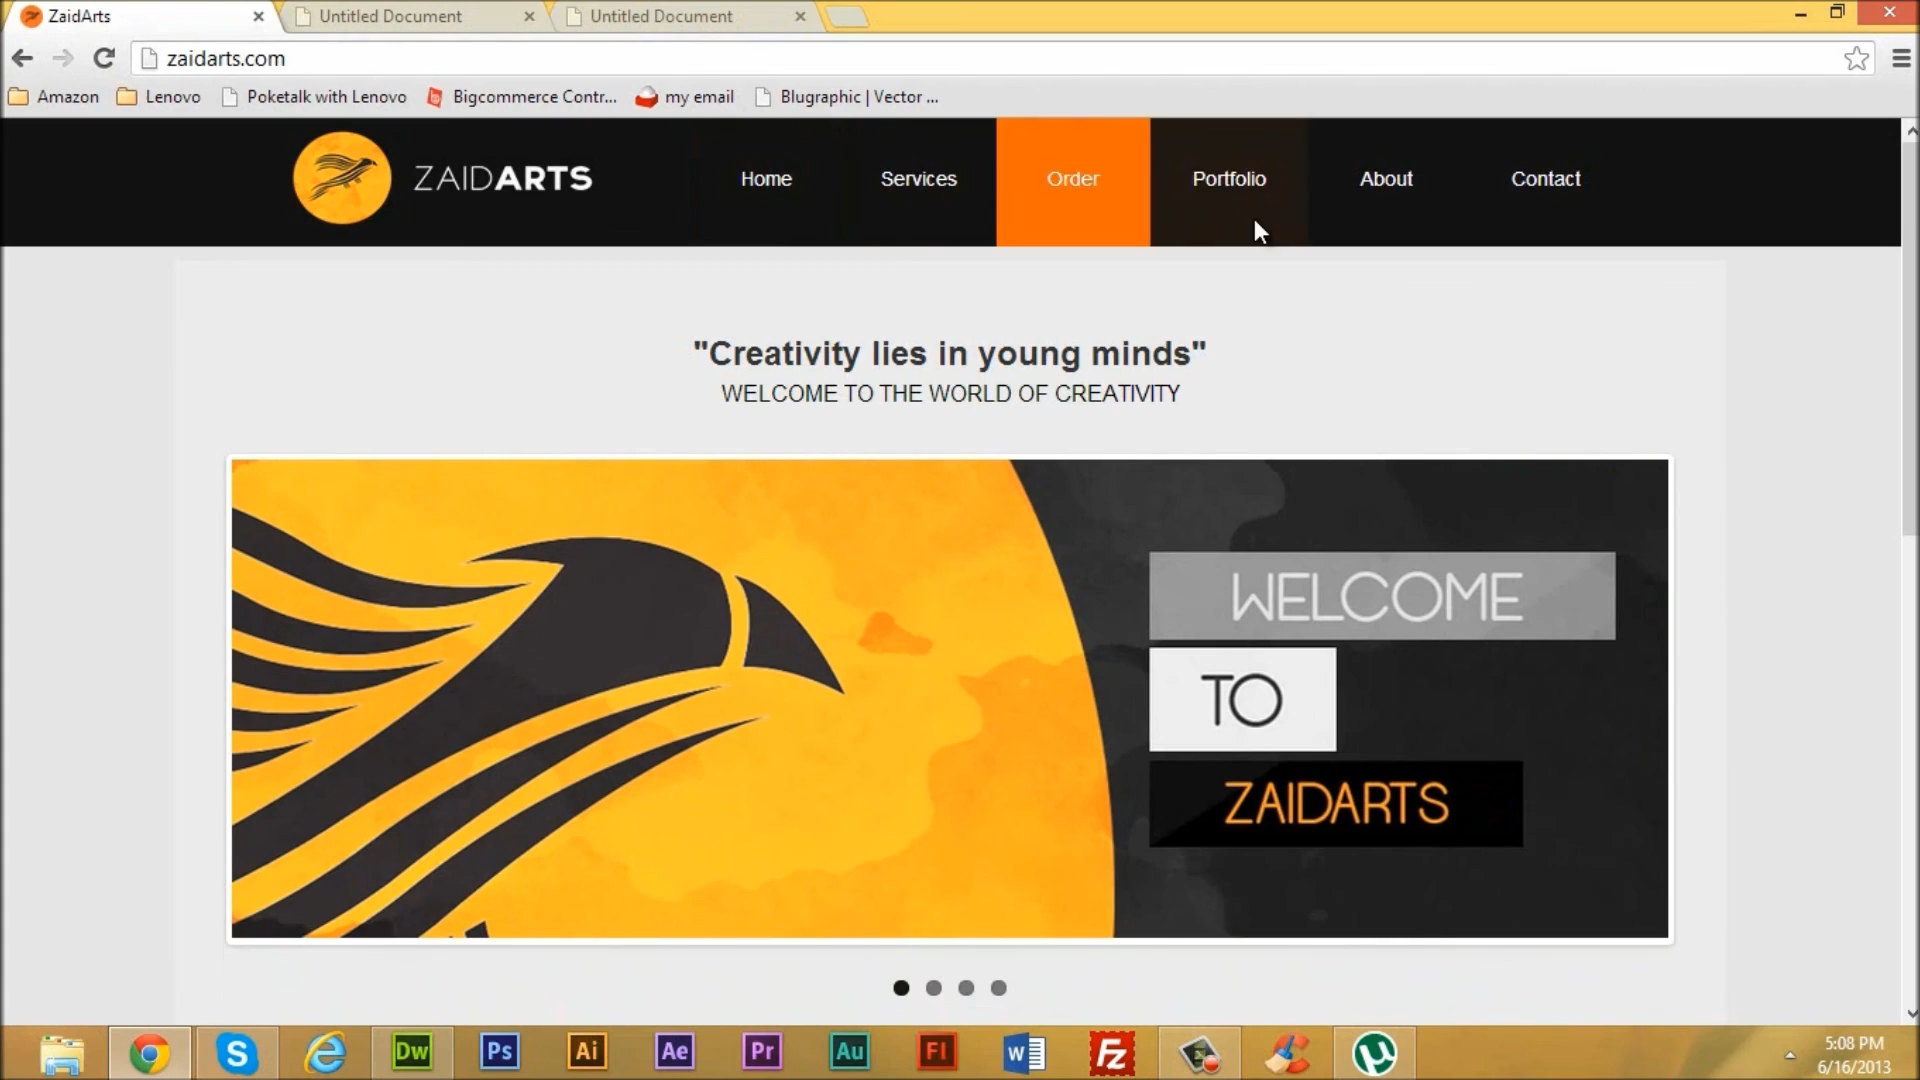 ZaidArts
Untitled Document
Untitled Document
zaidarts.com
Amazon
Lenovo
Poketalk with Lenovo
Bigcommerce Contr...
my email
Blugraphic | Vector ...
ZAIDARTS
Home
Services
Order
Portfolio
About
Contact
"Creativity lies in young minds"
WELCOME TO THE WORLD OF CREATIVITY
WELCOME
TO
ZAIDARTS
S
Dw
Ps
Ai
Ae
Pr
Au
Fl
W
Fz
µ
5:08 PM
6/16/2013